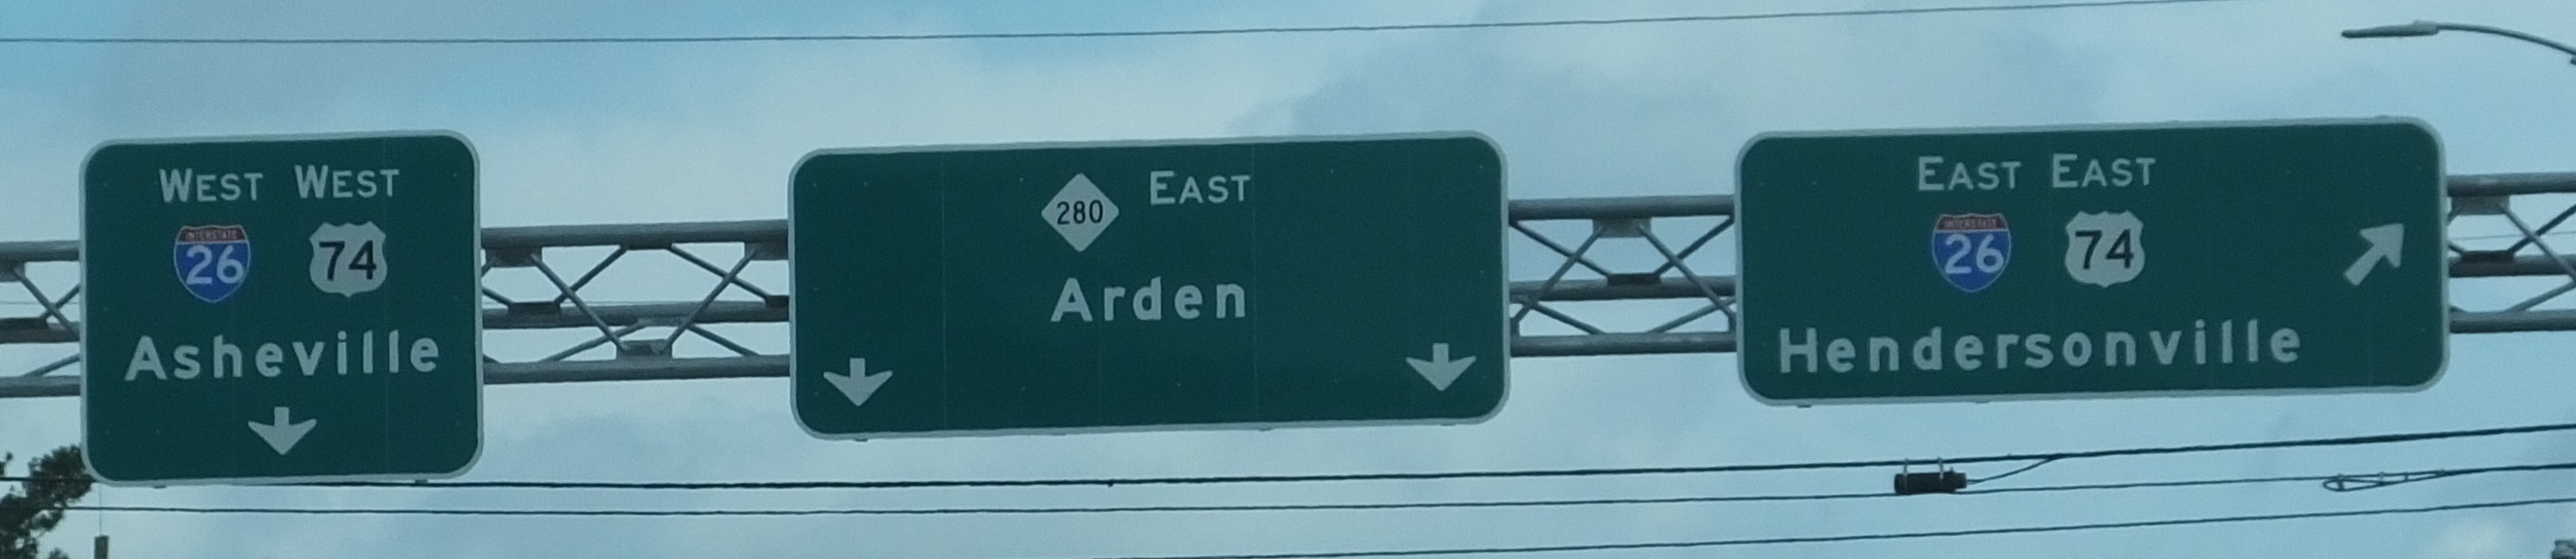 WEST WEST
INTERSTATE
26 74
Asheville
280 EAST
Arden
EAST EAST
INTERSTATE
26 74
Hendersonville